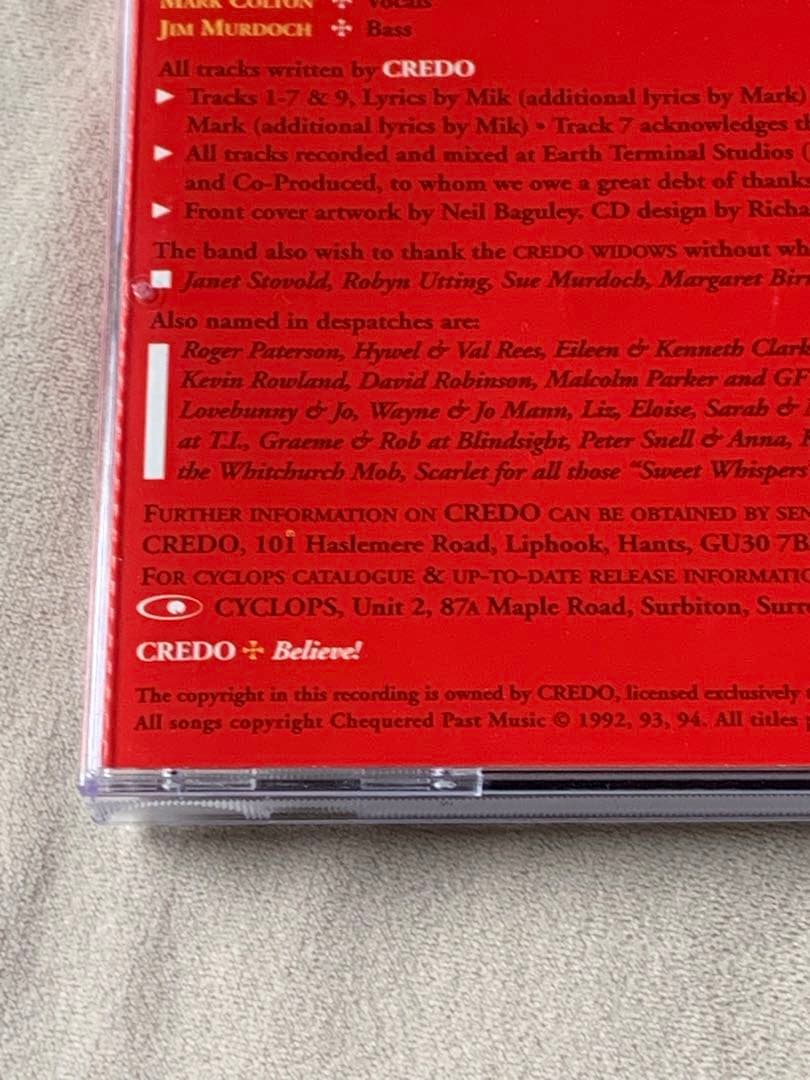 MARK COLTON ✠ Vocals
JIM MURDOCH ✠ Bass
All tracks written by CREDO
Tracks 1-7 & 9, Lyrics by Mik (additional lyrics by Mark)
Mark (additional lyrics by Mik) • Track 7 acknowledges
All tracks recorded and mixed at Earth Terminal Studios (
and Co-Produced, to whom we owe a great debt of thanks
Front cover artwork by Neil Baguley. CD design by
The band also wish to thank the CREDO WIDOWS without
Janet Stovold, Robyn Utting, Sue Murdoch, Margaret
Also named in despatches are:
Roger Paterson, Hywel & Val Rees, Eileen & Kenneth
Kevin Rowland, David Robinson, Malcolm Parker and
Lovebunny & Jo, Wayne & Jo Mann, Liz, Eloise, Sarah &
at T.I., Graeme & Rob at Blindsight, Peter Snell & Anna,
the Whitchurch Mob, Scarlet for all those “Sweet Whispers
FURTHER INFORMATION ON CREDO CAN BE OBTAINED BY
CREDO, 101 Haslemere Road, Liphook, Hants, GU30 7B
FOR CYCLOPS CATALOGUE & UP-TO-DATE RELEASE
CYCLOPS, Unit 2, 87A Maple Road, Surbiton,
CREDO ✠ Believe!
The copyright in this recording is owned by CREDO, licensed exclusively
All songs copyright Chequered Past Music © 1992, 93, 94. All titles